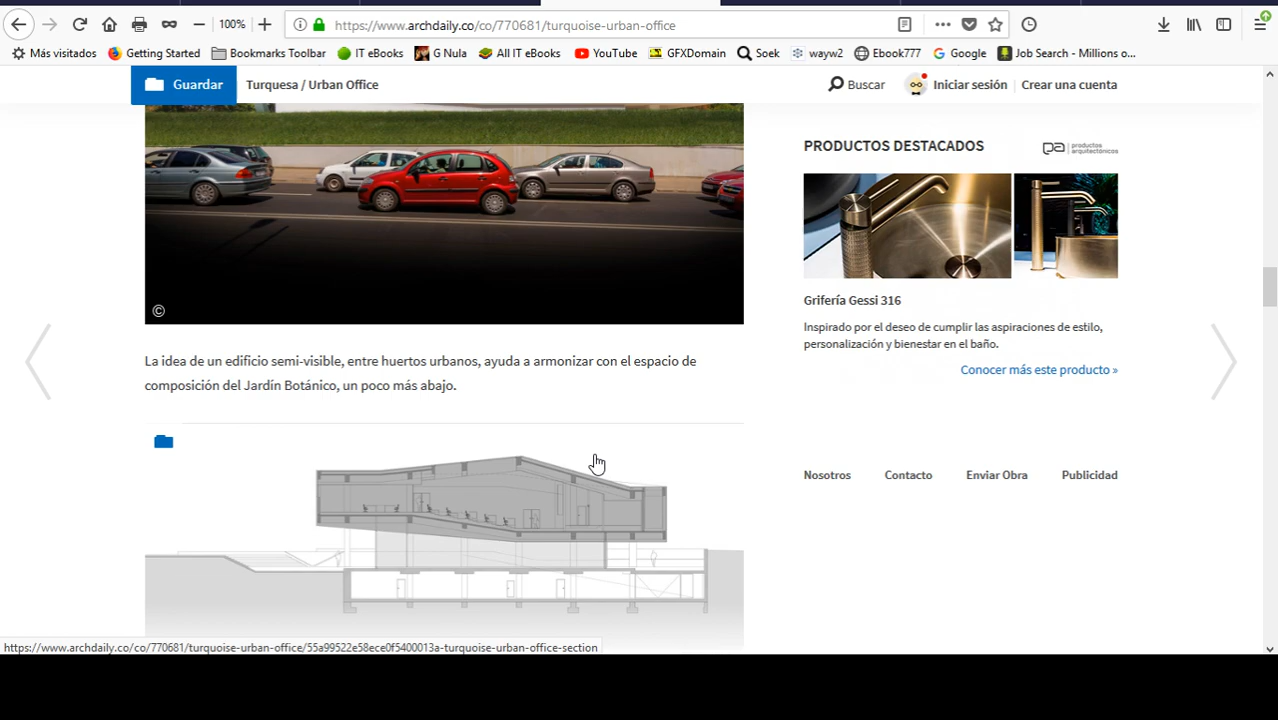 100%
https://www.archdaily.co/co/770681/turquoise-urban-office
Más visitados
Getting Started
Bookmarks Toolbar
IT eBooks
G Nula
All IT eBooks
YouTube
GFXDomain
Soek
wayw2
Ebook777
Google
Job Search - Millions o...
Guardar
Turquesa / Urban Office
Buscar
Iniciar sesión
Crear una cuenta
©
La idea de un edificio semi-visible, entre huertos urbanos, ayuda a armonizar con el espacio de
composición del Jardín Botánico, un poco más abajo.
PRODUCTOS DESTACADOS
pa productos
arquitectónicos
Grifería Gessi 316
Inspirado por el deseo de cumplir las aspiraciones de estilo,
personalización y bienestar en el baño.
Conocer más este producto »
Nosotros
Contacto
Enviar Obra
Publicidad
https://www.archdaily.co/co/770681/turquoise-urban-office/55a99522e58ece0f5400013a-turquoise-urban-office-section